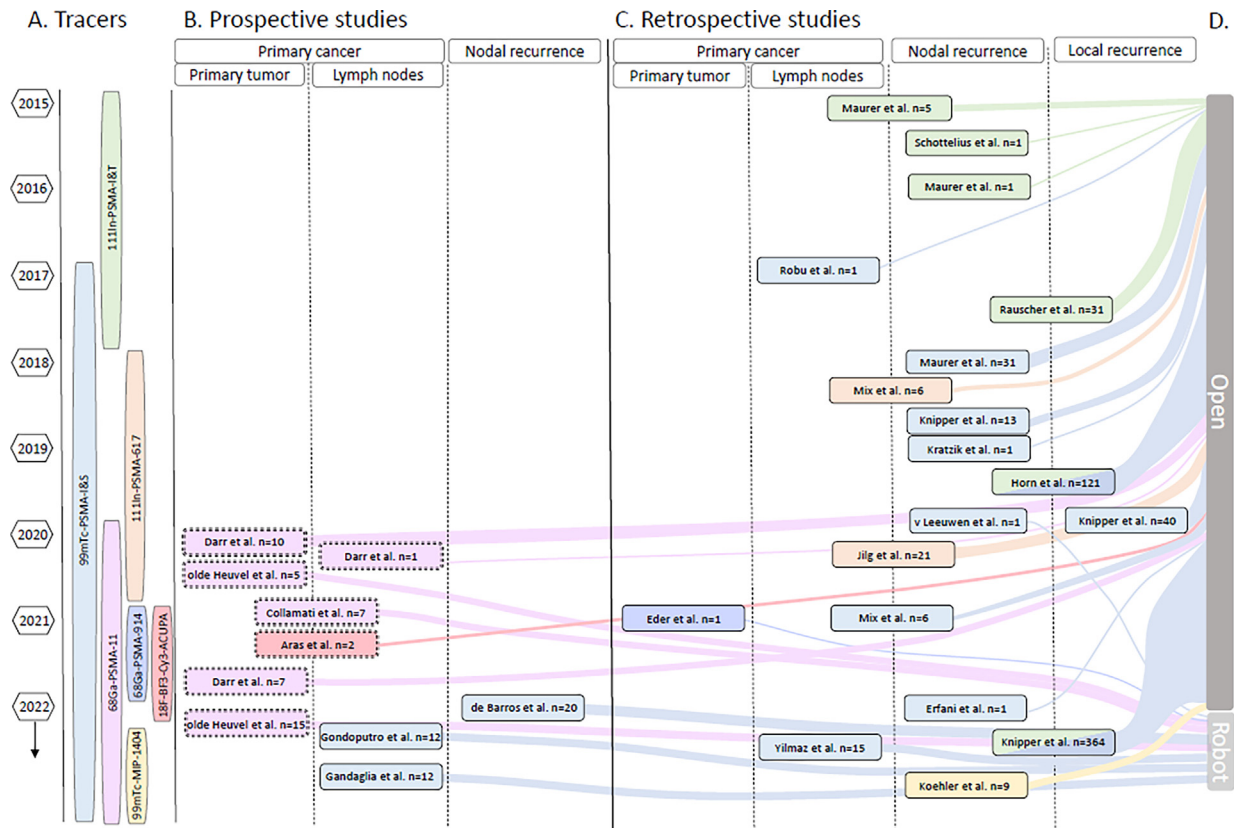 A. Tracers
B. Prospective studies
C. Retrospective studies
D.
Primary cancer
Nodal recurrence
Primary tumor
Lymph nodes
Primary cancer
Nodal recurrence
Local recurrence
Primary tumor
Lymph nodes
2015
2016
2017
2018
2019
2020
2021
2022
99mTc-PSMA-I&S
111In-PSMA-I&T
68Ga-PSMA-11
111In-PSMA-617
68Ga-PSMA-914
99mTc-MIP-1404
18F-BF3-Cy3-ACUPA
Darr et al. n=10
Darr et al. n=1
olde Heuvel et al. n=5
Collamati et al. n=7
Aras et al. n=2
Darr et al. n=7
olde Heuvel et al. n=15
de Barros et al. n=20
Gondoputro et al. n=12
Gandaglia et al. n=12
Maurer et al. n=5
Schottelius et al. n=1
Maurer et al. n=1
Robu et al. n=1
Rauscher et al. n=31
Maurer et al. n=31
Mix et al. n=6
Knipper et al. n=13
Kratzik et al. n=1
Horn et al. n=121
v Leeuwen et al. n=1
Knipper et al. n=40
Jilg et al. n=21
Eder et al. n=1
Mix et al. n=6
Erfani et al. n=1
Yilmaz et al. n=15
Knipper et al. n=364
Koehler et al. n=9
Open
Robot